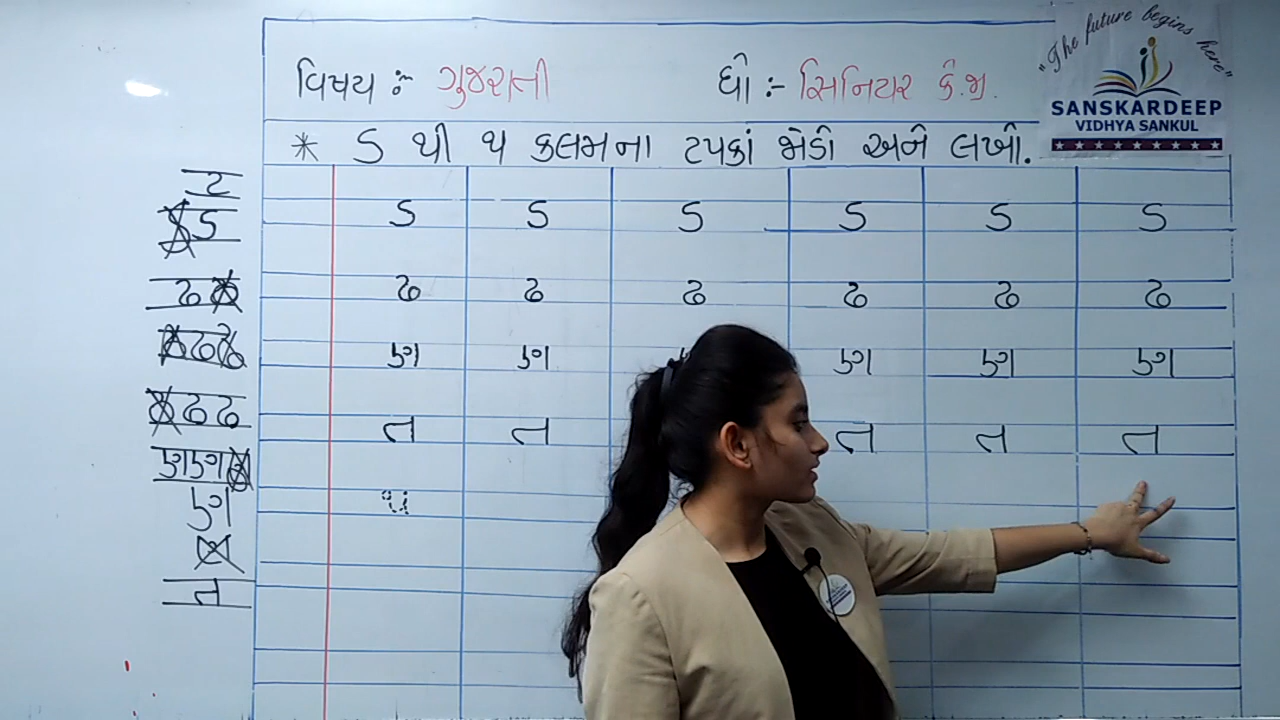 "The future begins here"
SANSKARDEEP
VIDHYA SANKUL
વિષય :- ગુજરાતી ધો :- સિનિયર કે.જી.
* ડ થી થ કલમના ટપકાં જોડો અને લખો.
ટ
ડ ડ ડ ડ ડ ડ ડ
ઢ ઢ ઢ ઢ ઢ ઢ ઢ
ઢ ણ ણ ણ ણ ણ
ઢ ઢ ત ત ત ત ત
ણ ણ
ણ થ
ત